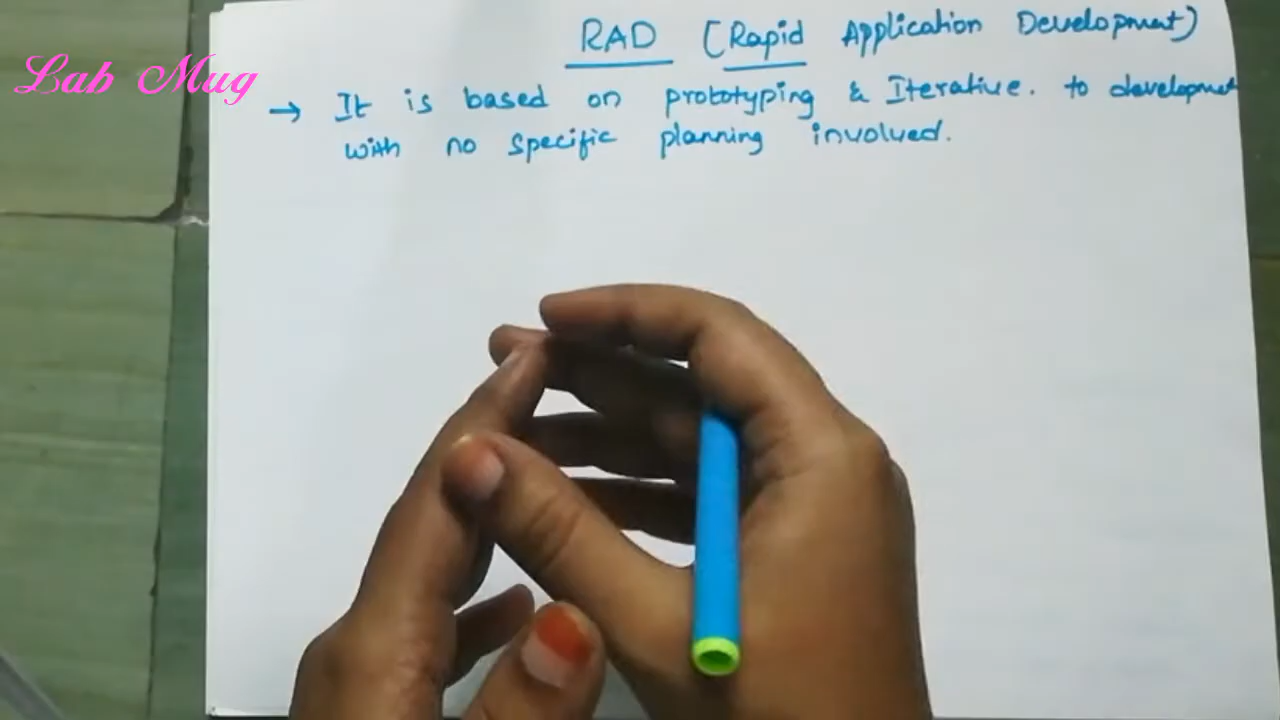 Lab Mug
RAD (Rapid Application Development)
→ It is based on prototyping & Iterative. to development
with no specific planning involved.